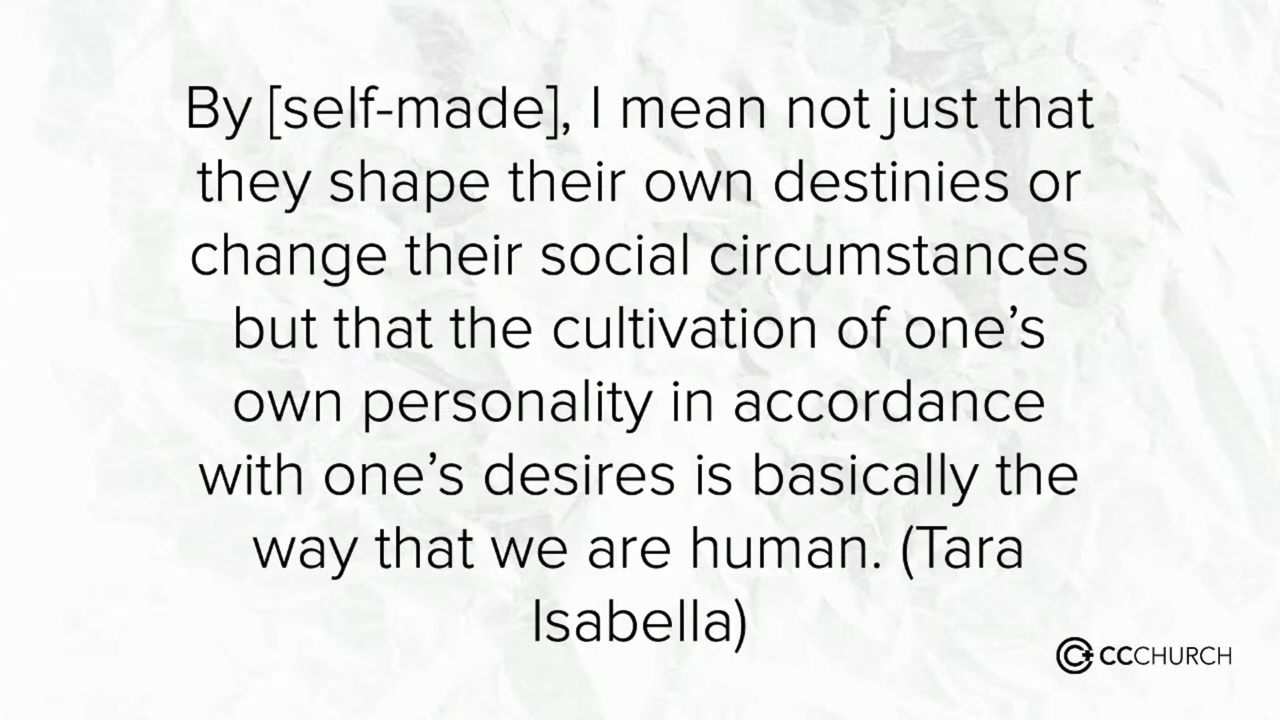 By [self-made], I mean not just that
they shape their own destinies or
change their social circumstances
but that the cultivation of one’s
own personality in accordance
with one’s desires is basically the
way that we are human. (Tara
Isabella)
CCCHURCH